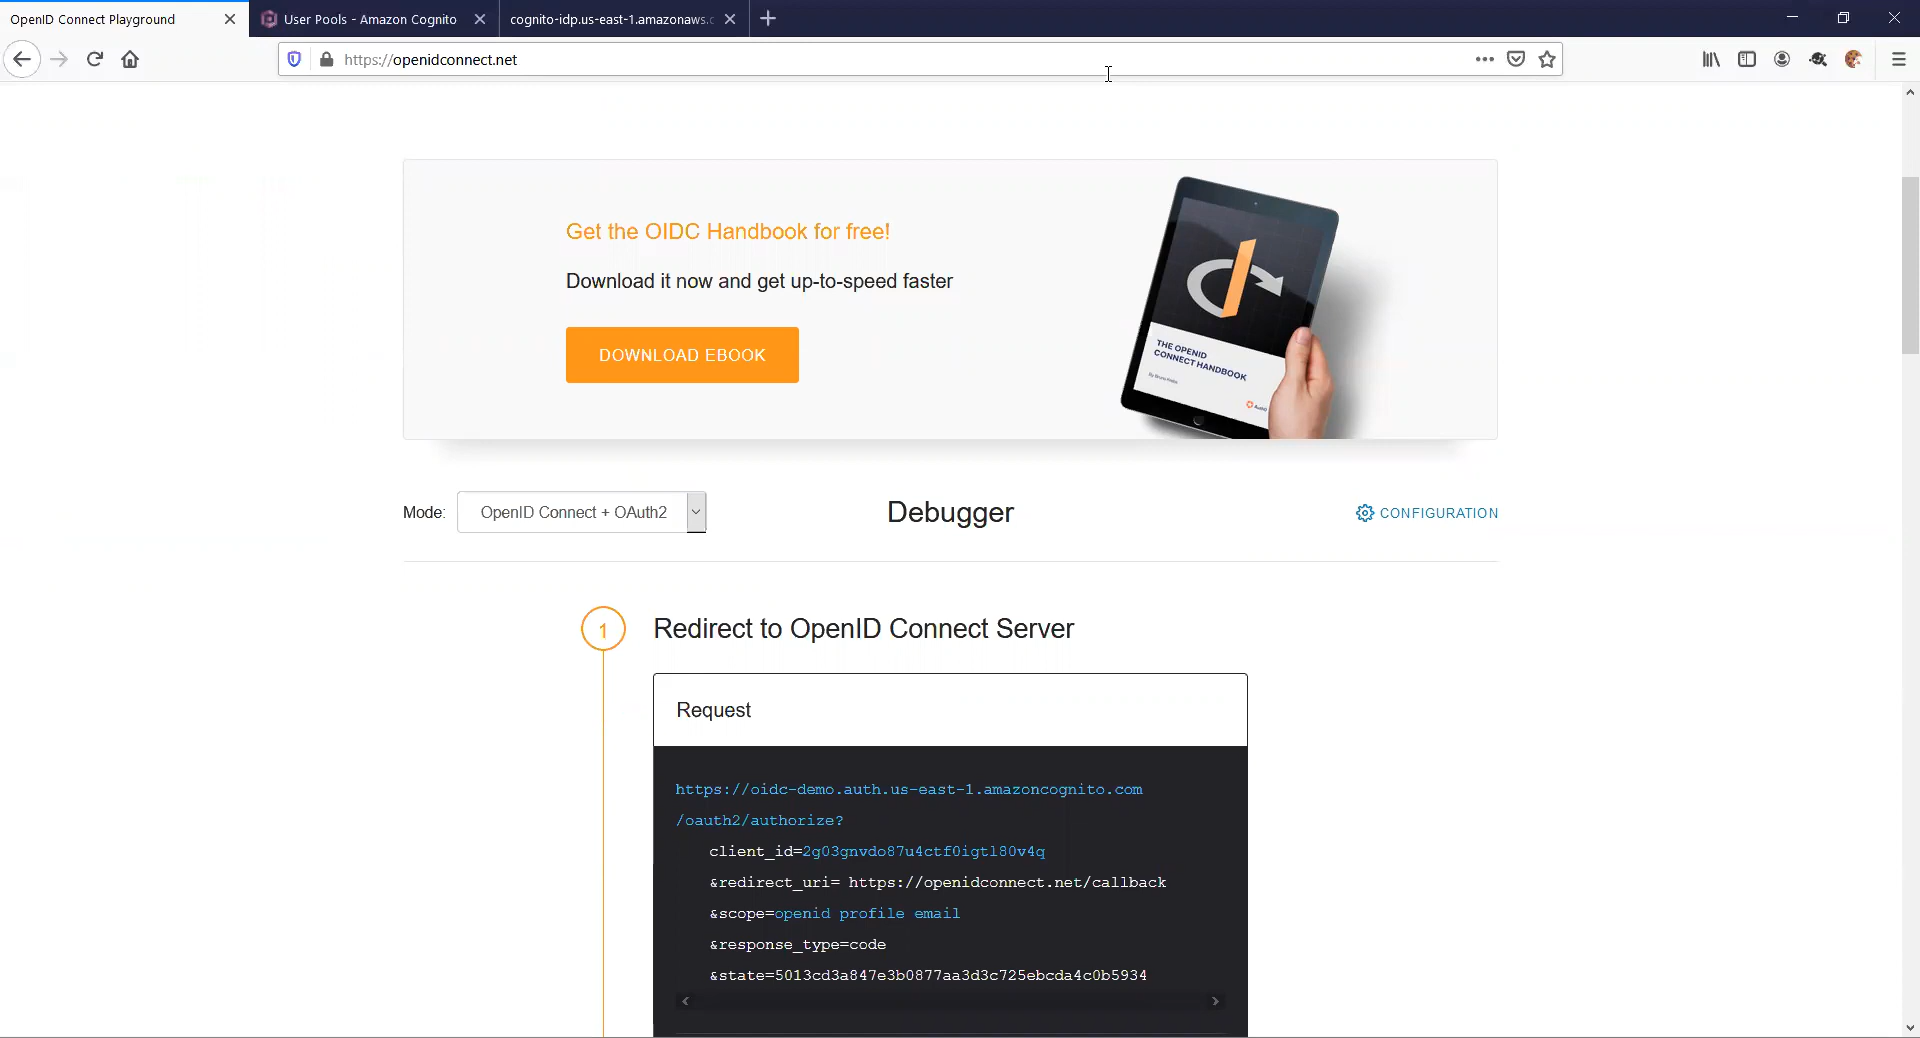 OpenID Connect Playground
User Pools - Amazon Cognito
cognito-idp.us-east-1.amazonaws.c
https://openidconnect.net
Get the OIDC Handbook for free!
Download it now and get up-to-speed faster
DOWNLOAD EBOOK
THE OPENID
CONNECT HANDBOOK
Mode:
OpenID Connect + OAuth2
Debugger
CONFIGURATION
1
Redirect to OpenID Connect Server
Request
https://oidc-demo.auth.us-east-1.amazoncognito.com
/oauth2/authorize?
client_id=2g03gnvdo87u4ctf0igtl80v4q
&redirect_uri= https://openidconnect.net/callback
&scope=openid profile email
&response_type=code
&state=5013cd3a847e3b0877aa3d3c725ebcda4c0b5934